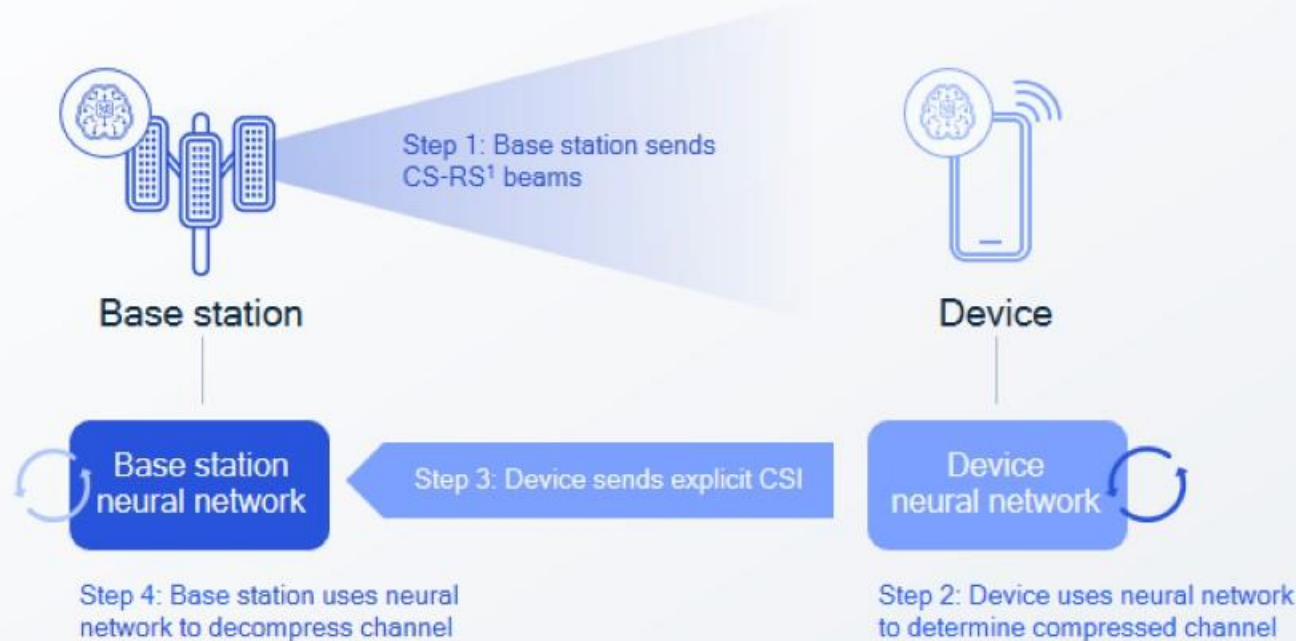 Step 1: Base station sends
CS-RS¹ beams
Base station
Device
Base station
neural network
Step 3: Device sends explicit CSI
Device
neural network
Step 4: Base station uses neural
network to decompress channel
Step 2: Device uses neural network
to determine compressed channel